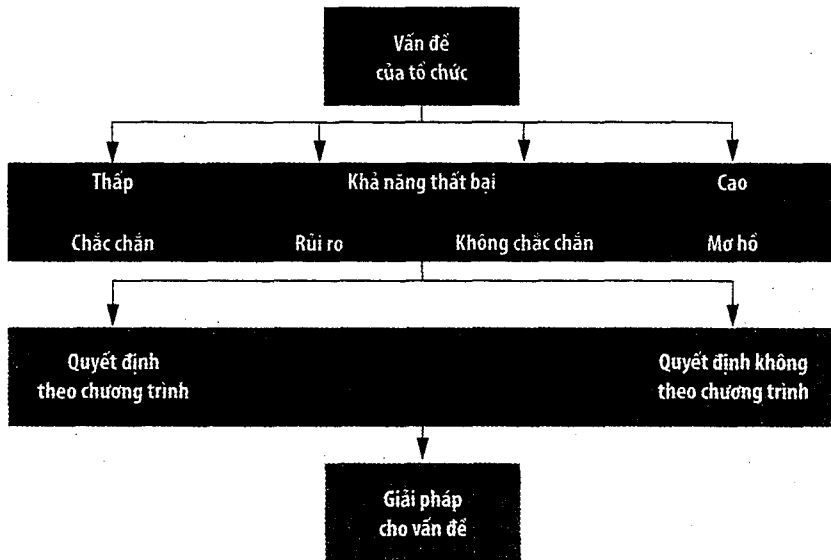 Vấn đề
của tổ chức
Thấp Khả năng thất bại Cao
Chắc chắn Rủi ro Không chắc chắn Mơ hồ
Quyết định
theo chương trình
Quyết định không
theo chương trình
Giải pháp
cho vấn đề